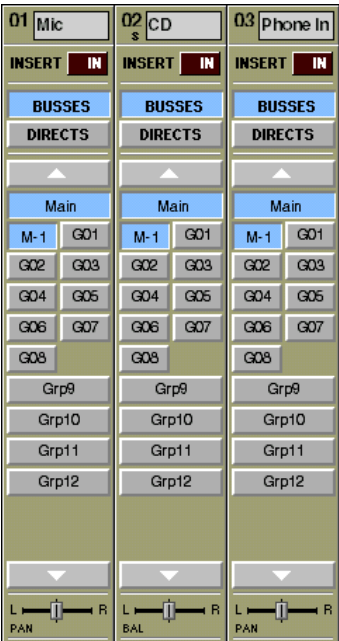 01 Mic
INSERT IN
BUSSES
DIRECTS
Main
M-1 G01
G02 G03
G04 G05
G06 G07
G08
Grp9
Grp10
Grp11
Grp12
L R
PAN
02 S CD
INSERT IN
BUSSES
DIRECTS
Main
M-1 G01
G02 G03
G04 G05
G06 G07
G08
Grp9
Grp10
Grp11
Grp12
L R
BAL
03 Phone In
INSERT IN
BUSSES
DIRECTS
Main
M-1 G01
G02 G03
G04 G05
G06 G07
G08
Grp9
Grp10
Grp11
Grp12
L R
PAN